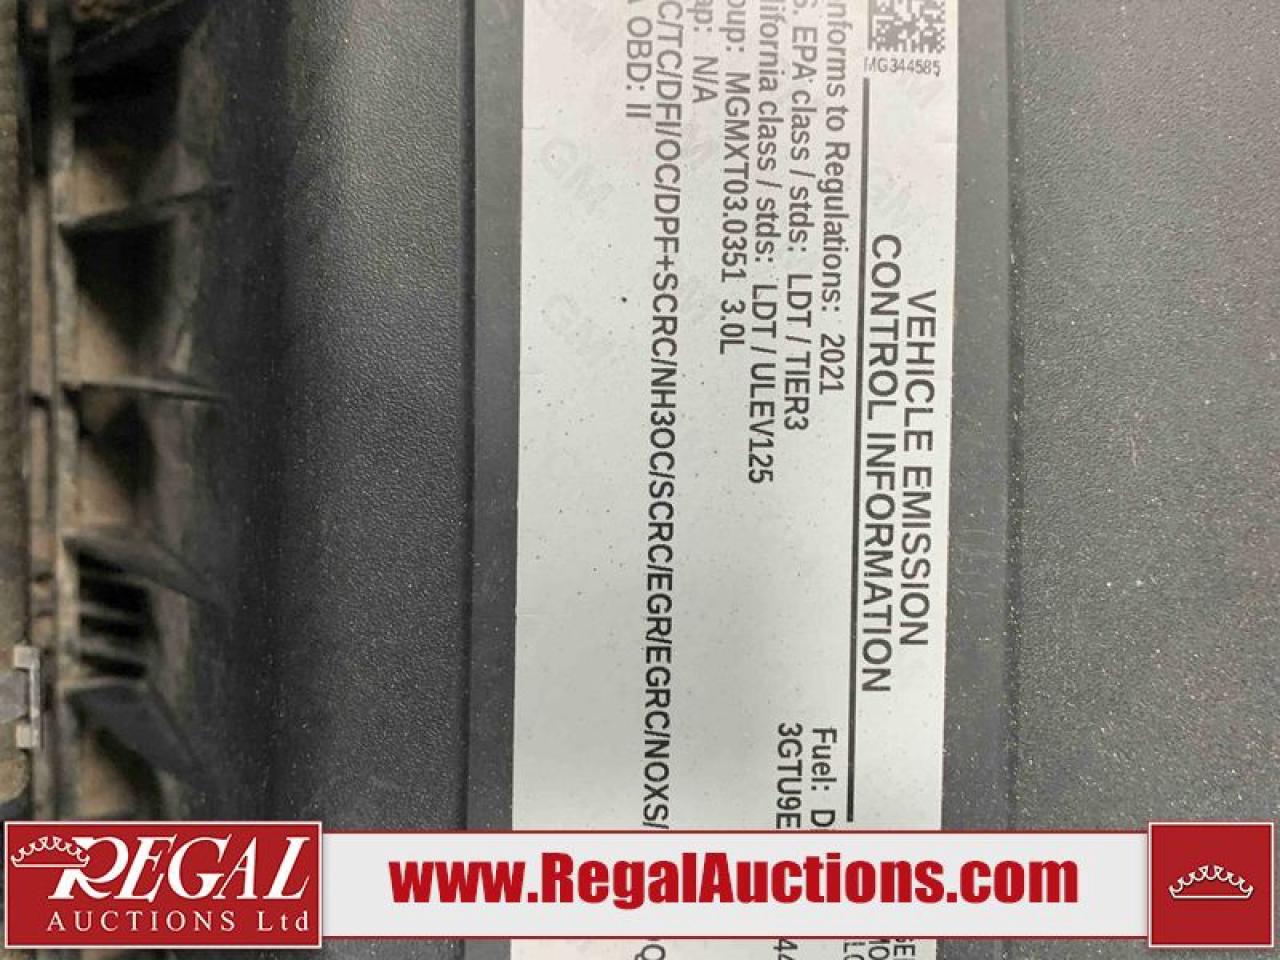 MG344585
VEHICLE EMISSION
CONTROL INFORMATION
nforms to Regulations: 2021
Fuel: D
EPA class / stds: LDT / TIER3
3GTU9E
lifornia class / stds: LDT / ULEV125
oup: MGMXT03.0351 3.0L
ap: N/A
C/TC/DFI/OC/DPF+SCRC/NH3OC/SCRC/EGR/EGRC/NOXS/
OBD: II
GM
REGAL
AUCTIONS Ltd
www.RegalAuctions.com